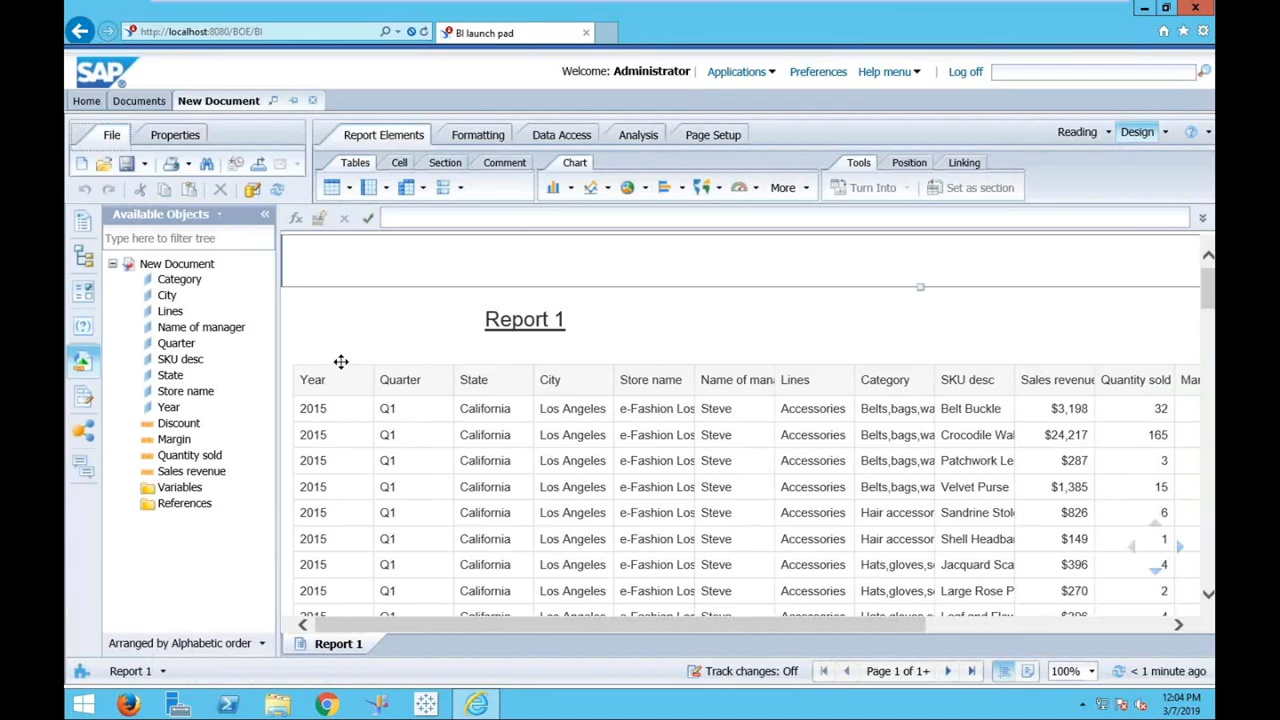 http://localhost:8080/BOE/BI
BI launch pad
SAP
Welcome: Administrator
Applications
Preferences
Help menu
Log off
Home
Documents
New Document
File
Properties
Report Elements
Formatting
Data Access
Analysis
Page Setup
Reading
Design
Tables
Cell
Section
Comment
Chart
Tools
Position
Linking
More
Turn Into
Set as section
Available Objects
Type here to filter tree
New Document
Category
City
Lines
Name of manager
Quarter
SKU desc
State
Store name
Year
Discount
Margin
Quantity sold
Sales revenue
Variables
References
Arranged by Alphabetic order
Report 1
Year Quarter State City Store name Name of mana Lines Category SKU desc Sales revenue Quantity sold Mar
2015 Q1 California Los Angeles e-Fashion Los Steve Accessories Belts,bags,wa Belt Buckle $3,198 32
2015 Q1 California Los Angeles e-Fashion Los Steve Accessories Belts,bags,wa Crocodile Wal $24,217 165
2015 Q1 California Los Angeles e-Fashion Los Steve Accessories Belts,bags,wa Patchwork Le $287 3
2015 Q1 California Los Angeles e-Fashion Los Steve Accessories Belts,bags,wa Velvet Purse $1,385 15
2015 Q1 California Los Angeles e-Fashion Los Steve Accessories Hair accessor Sandrine Stol $826 6
2015 Q1 California Los Angeles e-Fashion Los Steve Accessories Hair accessor Shell Headba $149 1
2015 Q1 California Los Angeles e-Fashion Los Steve Accessories Hats,gloves,s Jacquard Sca $396 4
2015 Q1 California Los Angeles e-Fashion Los Steve Accessories Hats,gloves,s Large Rose P $270 2
Report 1
Report 1
Track changes: Off
Page 1 of 1+
100%
< 1 minute ago
12:04 PM
3/7/2019